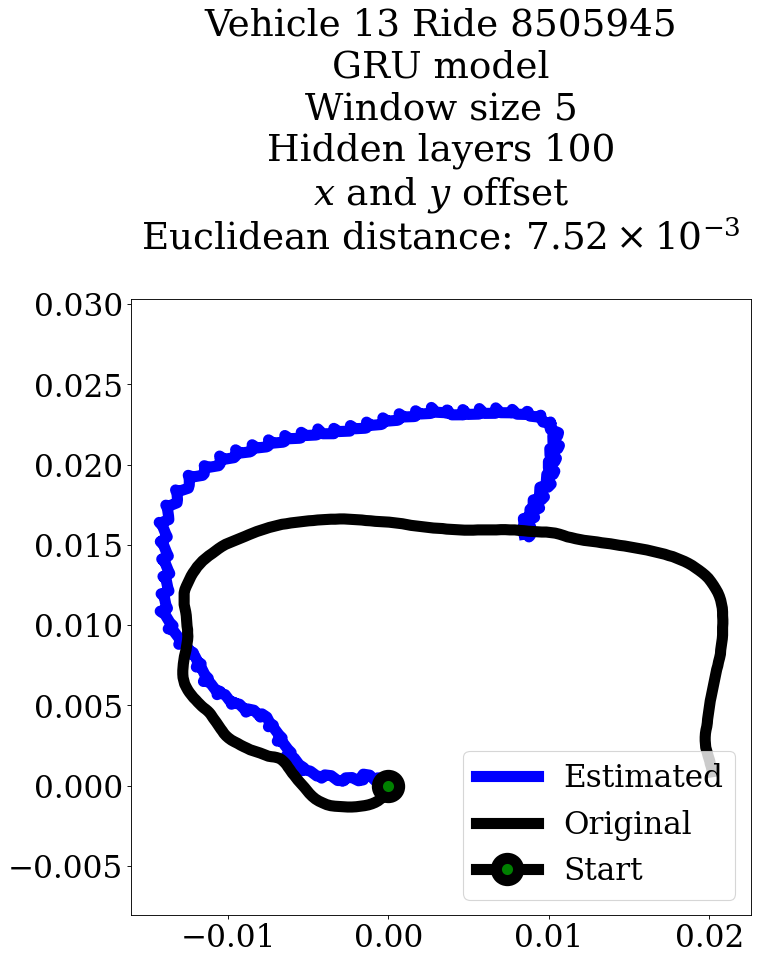 Vehicle 13 Ride 8505945
GRU model
Window size 5
Hidden layers 100
x and y offset
Euclidean distance: 7.52 × 10⁻³
0.030
0.025
0.020
0.015
0.010
0.005
0.000
−0.005
Estimated
Original
Start
−0.01
0.00
0.01
0.02